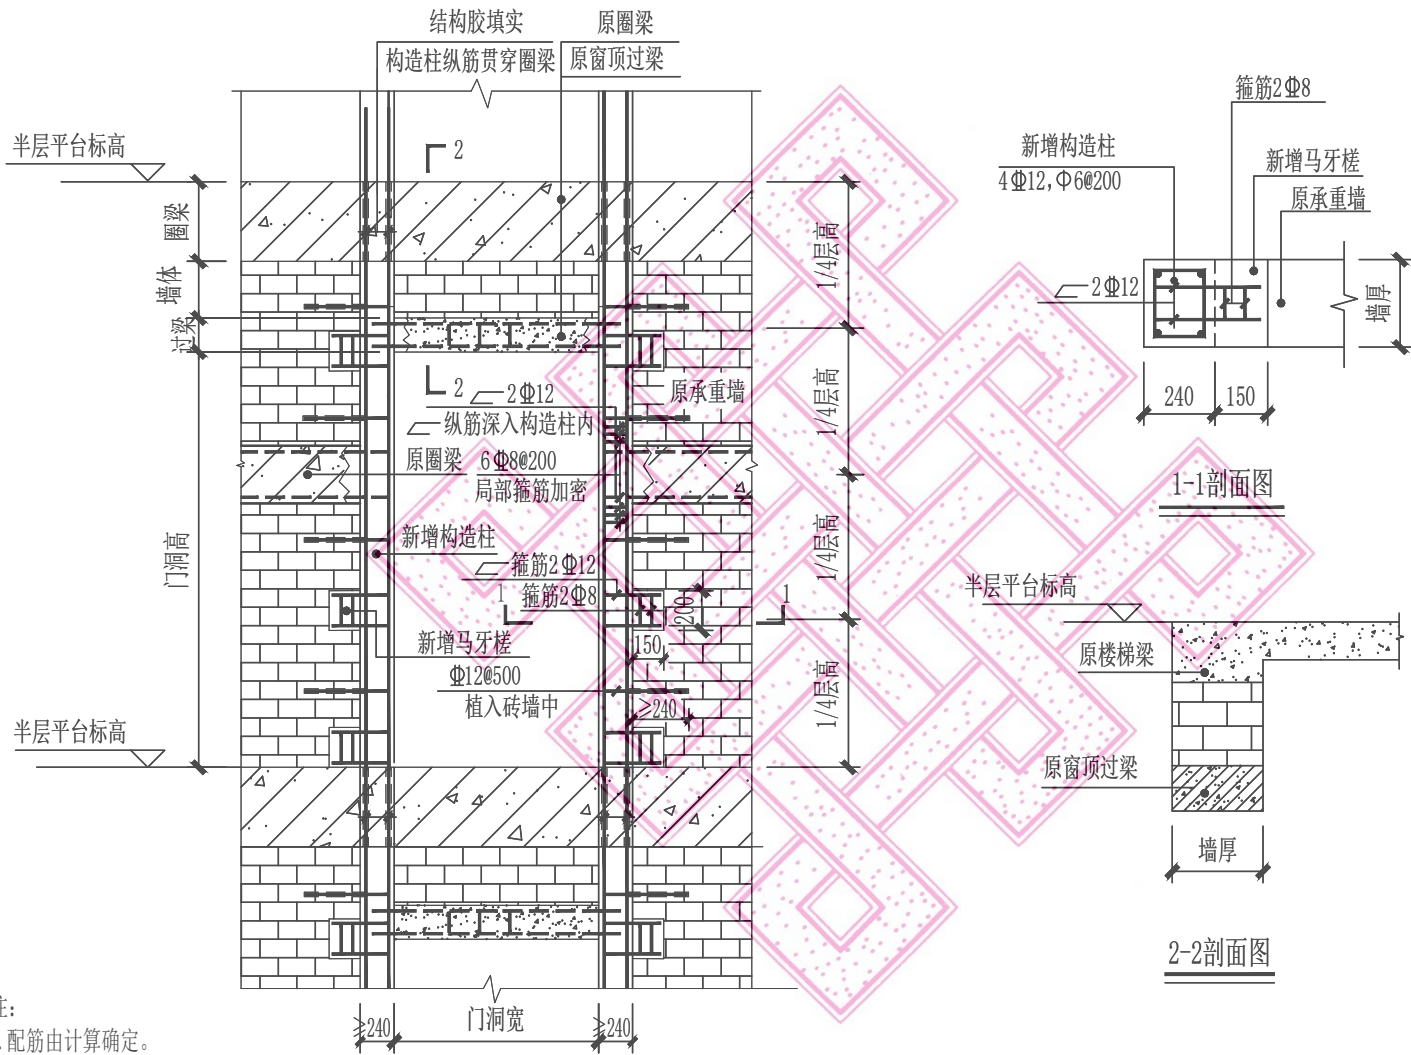 结构胶填实
构造柱纵筋贯穿圈梁
原圈梁
原窗顶过梁
半层平台标高
2
圈梁
墙体
过梁
2
2Φ12
纵筋深入构造柱内
原承重墙
原圈梁
6Φ8@200
局部箍筋加密
门洞高
新增构造柱
箍筋2Φ12
箍筋2Φ8
1
1
200
150
新增马牙槎
Φ12@500
植入砖墙中
≥240
半层平台标高
1/4层高
1/4层高
1/4层高
1/4层高
≥240
门洞宽
≥240
注:
.配筋由计算确定。
箍筋2Φ8
新增构造柱
4Φ12,Φ6@200
新增马牙槎
原承重墙
2Φ12
墙厚
240
150
1-1剖面图
半层平台标高
原楼梯梁
原窗顶过梁
墙厚
2-2剖面图